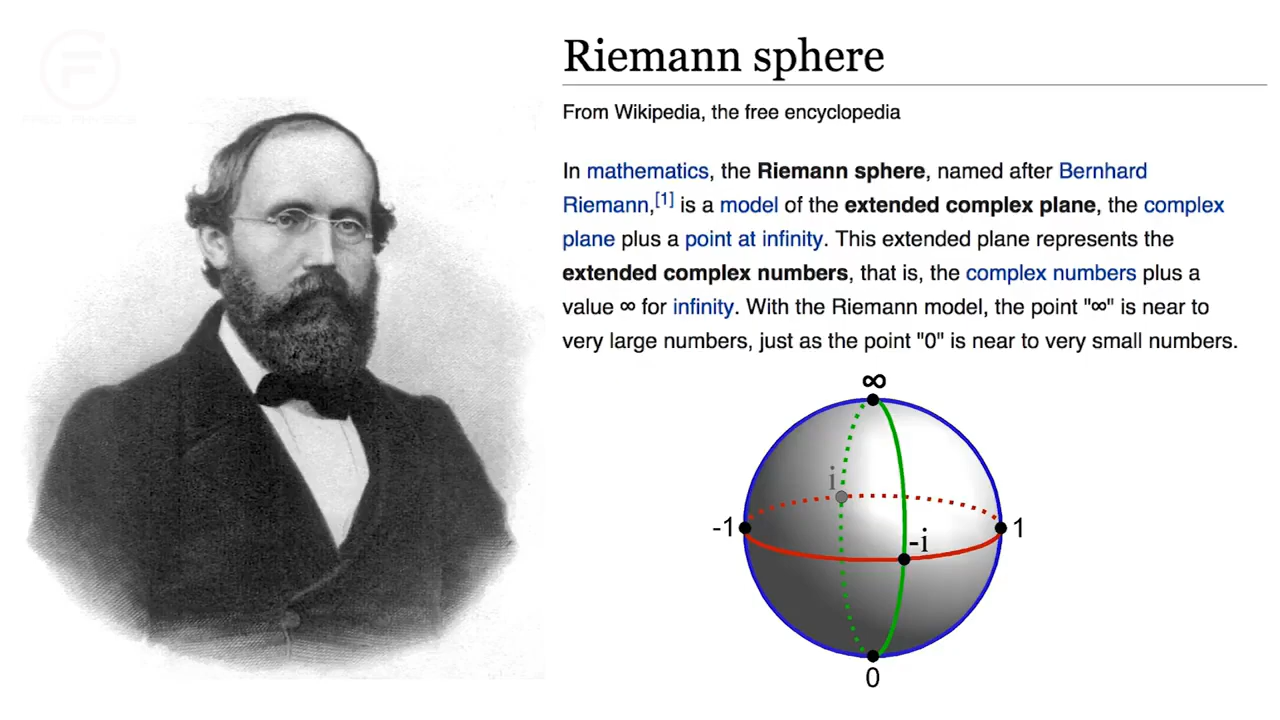 Riemann sphere
From Wikipedia, the free encyclopedia
In mathematics, the Riemann sphere, named after Bernhard
Riemann,[1] is a model of the extended complex plane, the complex
plane plus a point at infinity. This extended plane represents the
extended complex numbers, that is, the complex numbers plus a
value ∞ for infinity. With the Riemann model, the point "∞" is near to
very large numbers, just as the point "0" is near to very small numbers.
∞
i
-1
1
-i
0